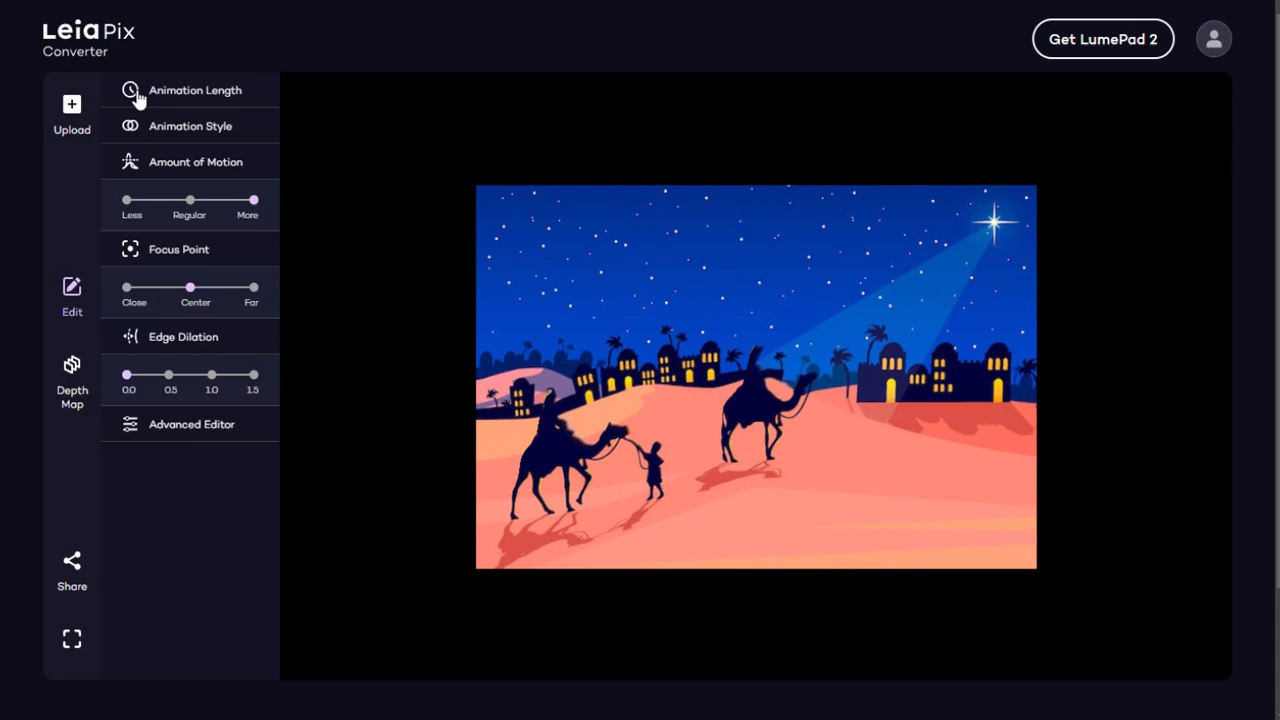 Leia Pix
Converter
Get LumePad 2
Upload
Animation Length
Animation Style
Amount of Motion
Less Regular More
Focus Point
Close Center Far
Edit
Edge Dilation
0.0 0.5 1.0 1.5
Depth
Map
Advanced Editor
Share